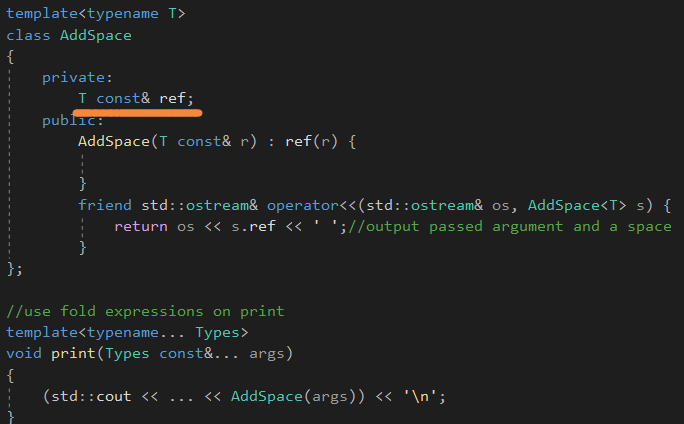 template<typename T>
class AddSpace
{
    private:
        T const& ref;
    public:
        AddSpace(T const& r) : ref(r) {
        }
        friend std::ostream& operator<<(std::ostream& os, AddSpace<T> s) {
            return os << s.ref << ' ';//output passed argument and a space
        }
};
//use fold expressions on print
template<typename... Types>
void print(Types const&... args)
{
    (std::cout << ... << AddSpace(args)) << '\n';
}